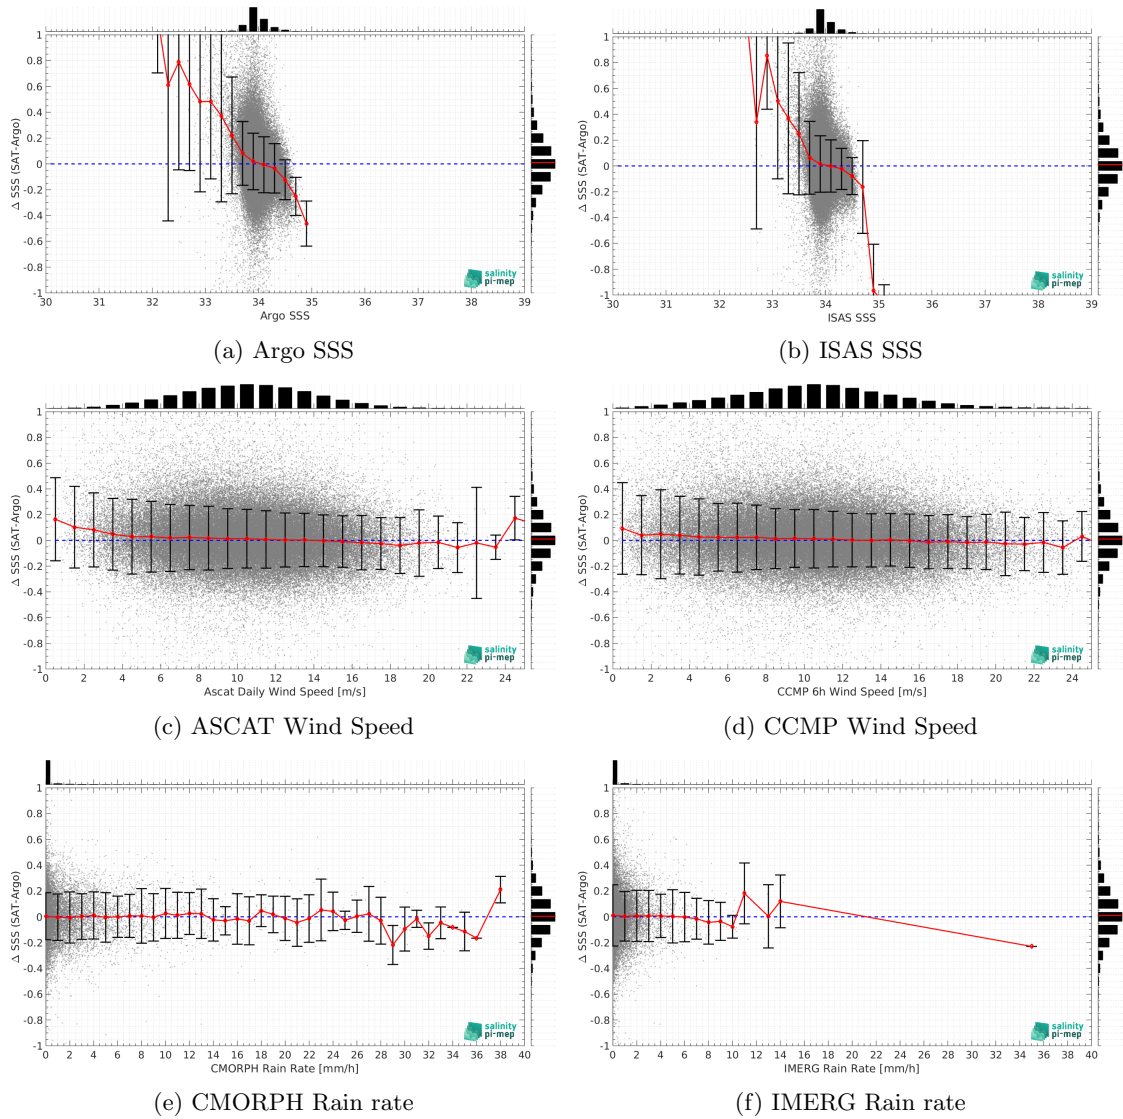 1
0.8
0.6
0.4
0.2
0
-0.2
-0.4
-0.6
-0.8
-1
Δ SSS (SAT-Argo)
salinity
pi-mep
30 31 32 33 34 35 36 37 38 39
Argo SSS
(a) Argo SSS
1
0.8
0.6
0.4
0.2
0
-0.2
-0.4
-0.6
-0.8
-1
Δ SSS (SAT-Argo)
salinity
pi-mep
30 31 32 33 34 35 36 37 38 39
ISAS SSS
(b) ISAS SSS
1
0.8
0.6
0.4
0.2
0
-0.2
-0.4
-0.6
-0.8
-1
Δ SSS (SAT-Argo)
salinity
pi-mep
0 2 4 6 8 10 12 14 16 18 20 22 24
Ascat Daily Wind Speed [m/s]
(c) ASCAT Wind Speed
1
0.8
0.6
0.4
0.2
0
-0.2
-0.4
-0.6
-0.8
-1
Δ SSS (SAT-Argo)
salinity
pi-mep
0 2 4 6 8 10 12 14 16 18 20 22 24
CCMP 6h Wind Speed [m/s]
(d) CCMP Wind Speed
1
0.8
0.6
0.4
0.2
0
-0.2
-0.4
-0.6
-0.8
-1
Δ SSS (SAT-Argo)
salinity
pi-mep
0 2 4 6 8 10 12 14 16 18 20 22 24 26 28 30 32 34 36 38 40
CMORPH Rain Rate [mm/h]
(e) CMORPH Rain rate
1
0.8
0.6
0.4
0.2
0
-0.2
-0.4
-0.6
-0.8
-1
Δ SSS (SAT-Argo)
salinity
pi-mep
0 2 4 6 8 10 12 14 16 18 20 22 24 26 28 30 32 34 36 38 40
IMERG Rain Rate [mm/h]
(f) IMERG Rain rate